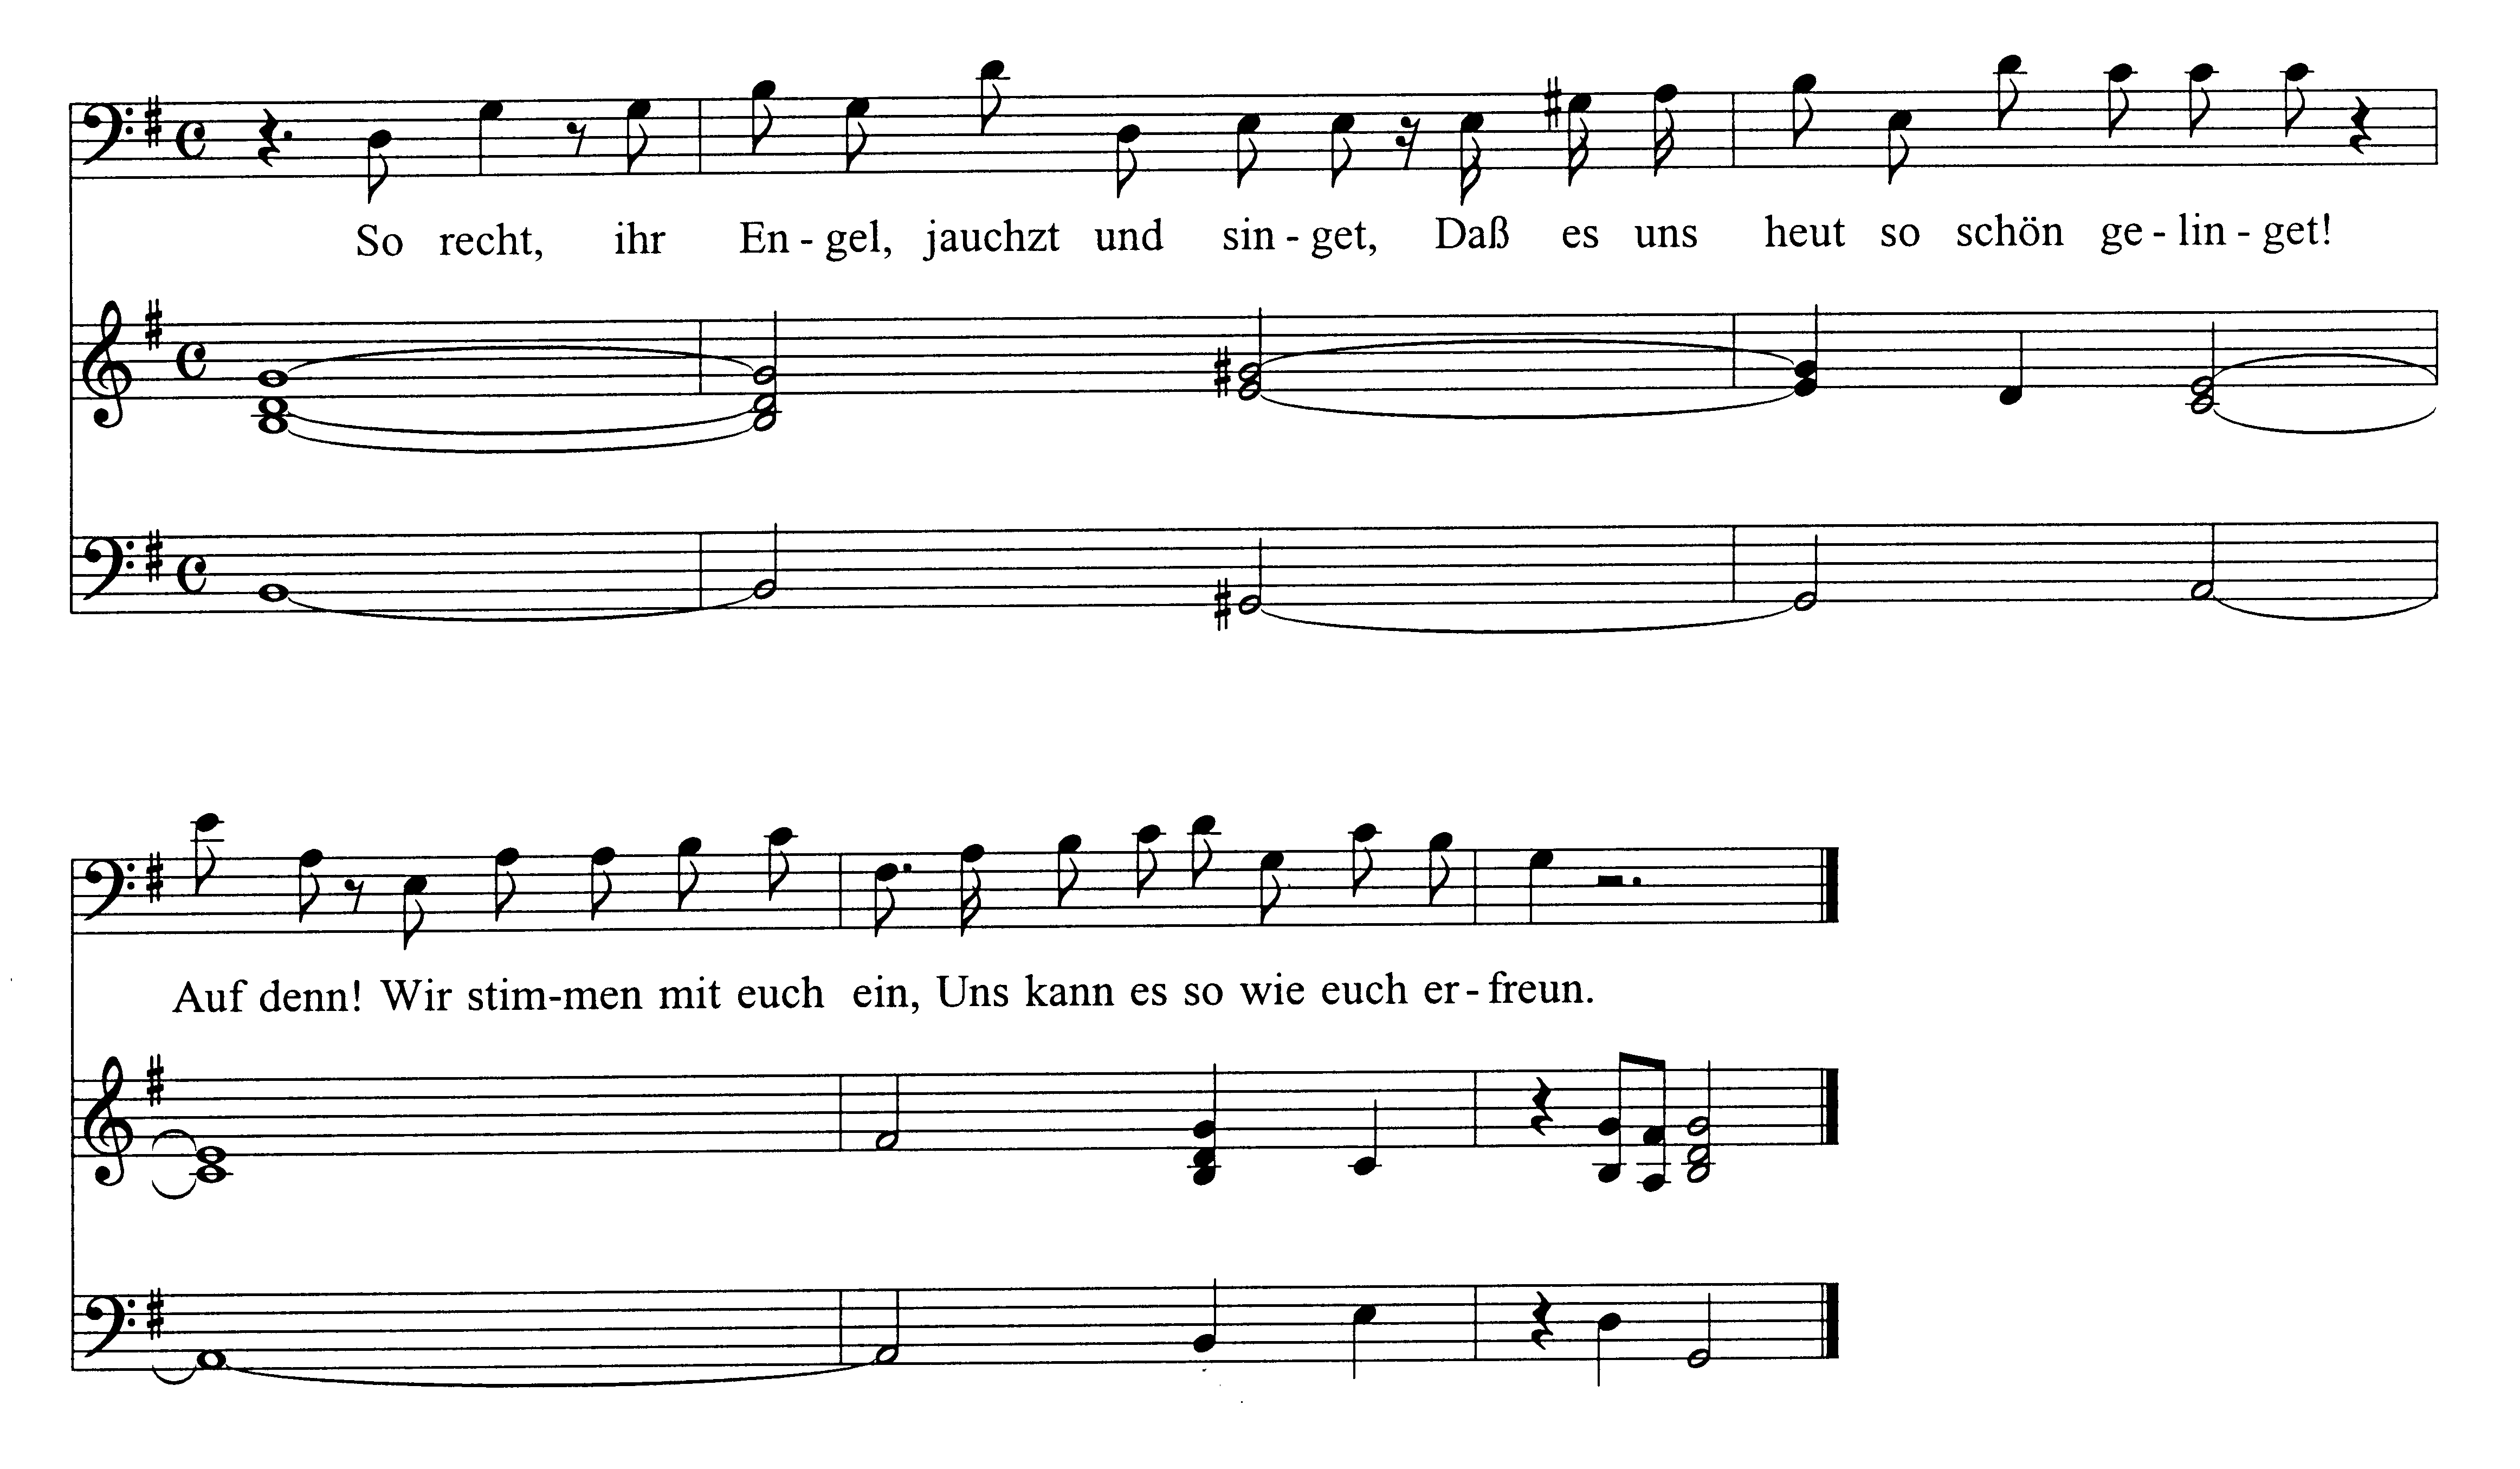 So recht, ihr En - gel, jauchzt und sin - get, Daß es uns heut so schön ge - lin - get!
Auf denn! Wir stim-men mit euch ein, Uns kann es so wie euch er - freun.